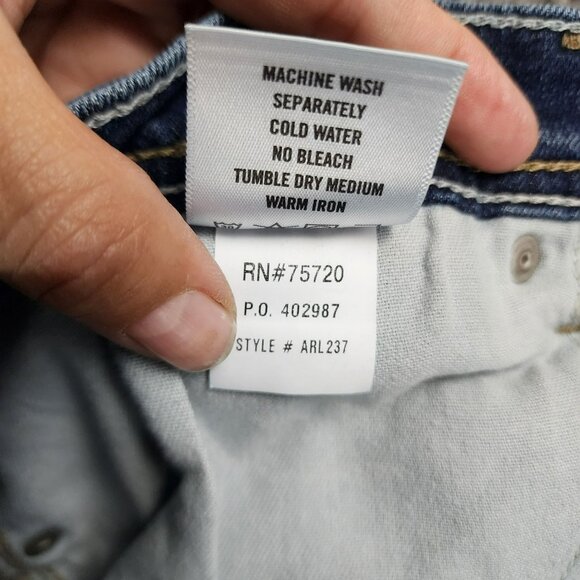 MACHINE WASH
SEPARATELY
COLD WATER
NO BLEACH
TUMBLE DRY MEDIUM
WARM IRON
RN#75720
P.O. 402987
STYLE # ARL237